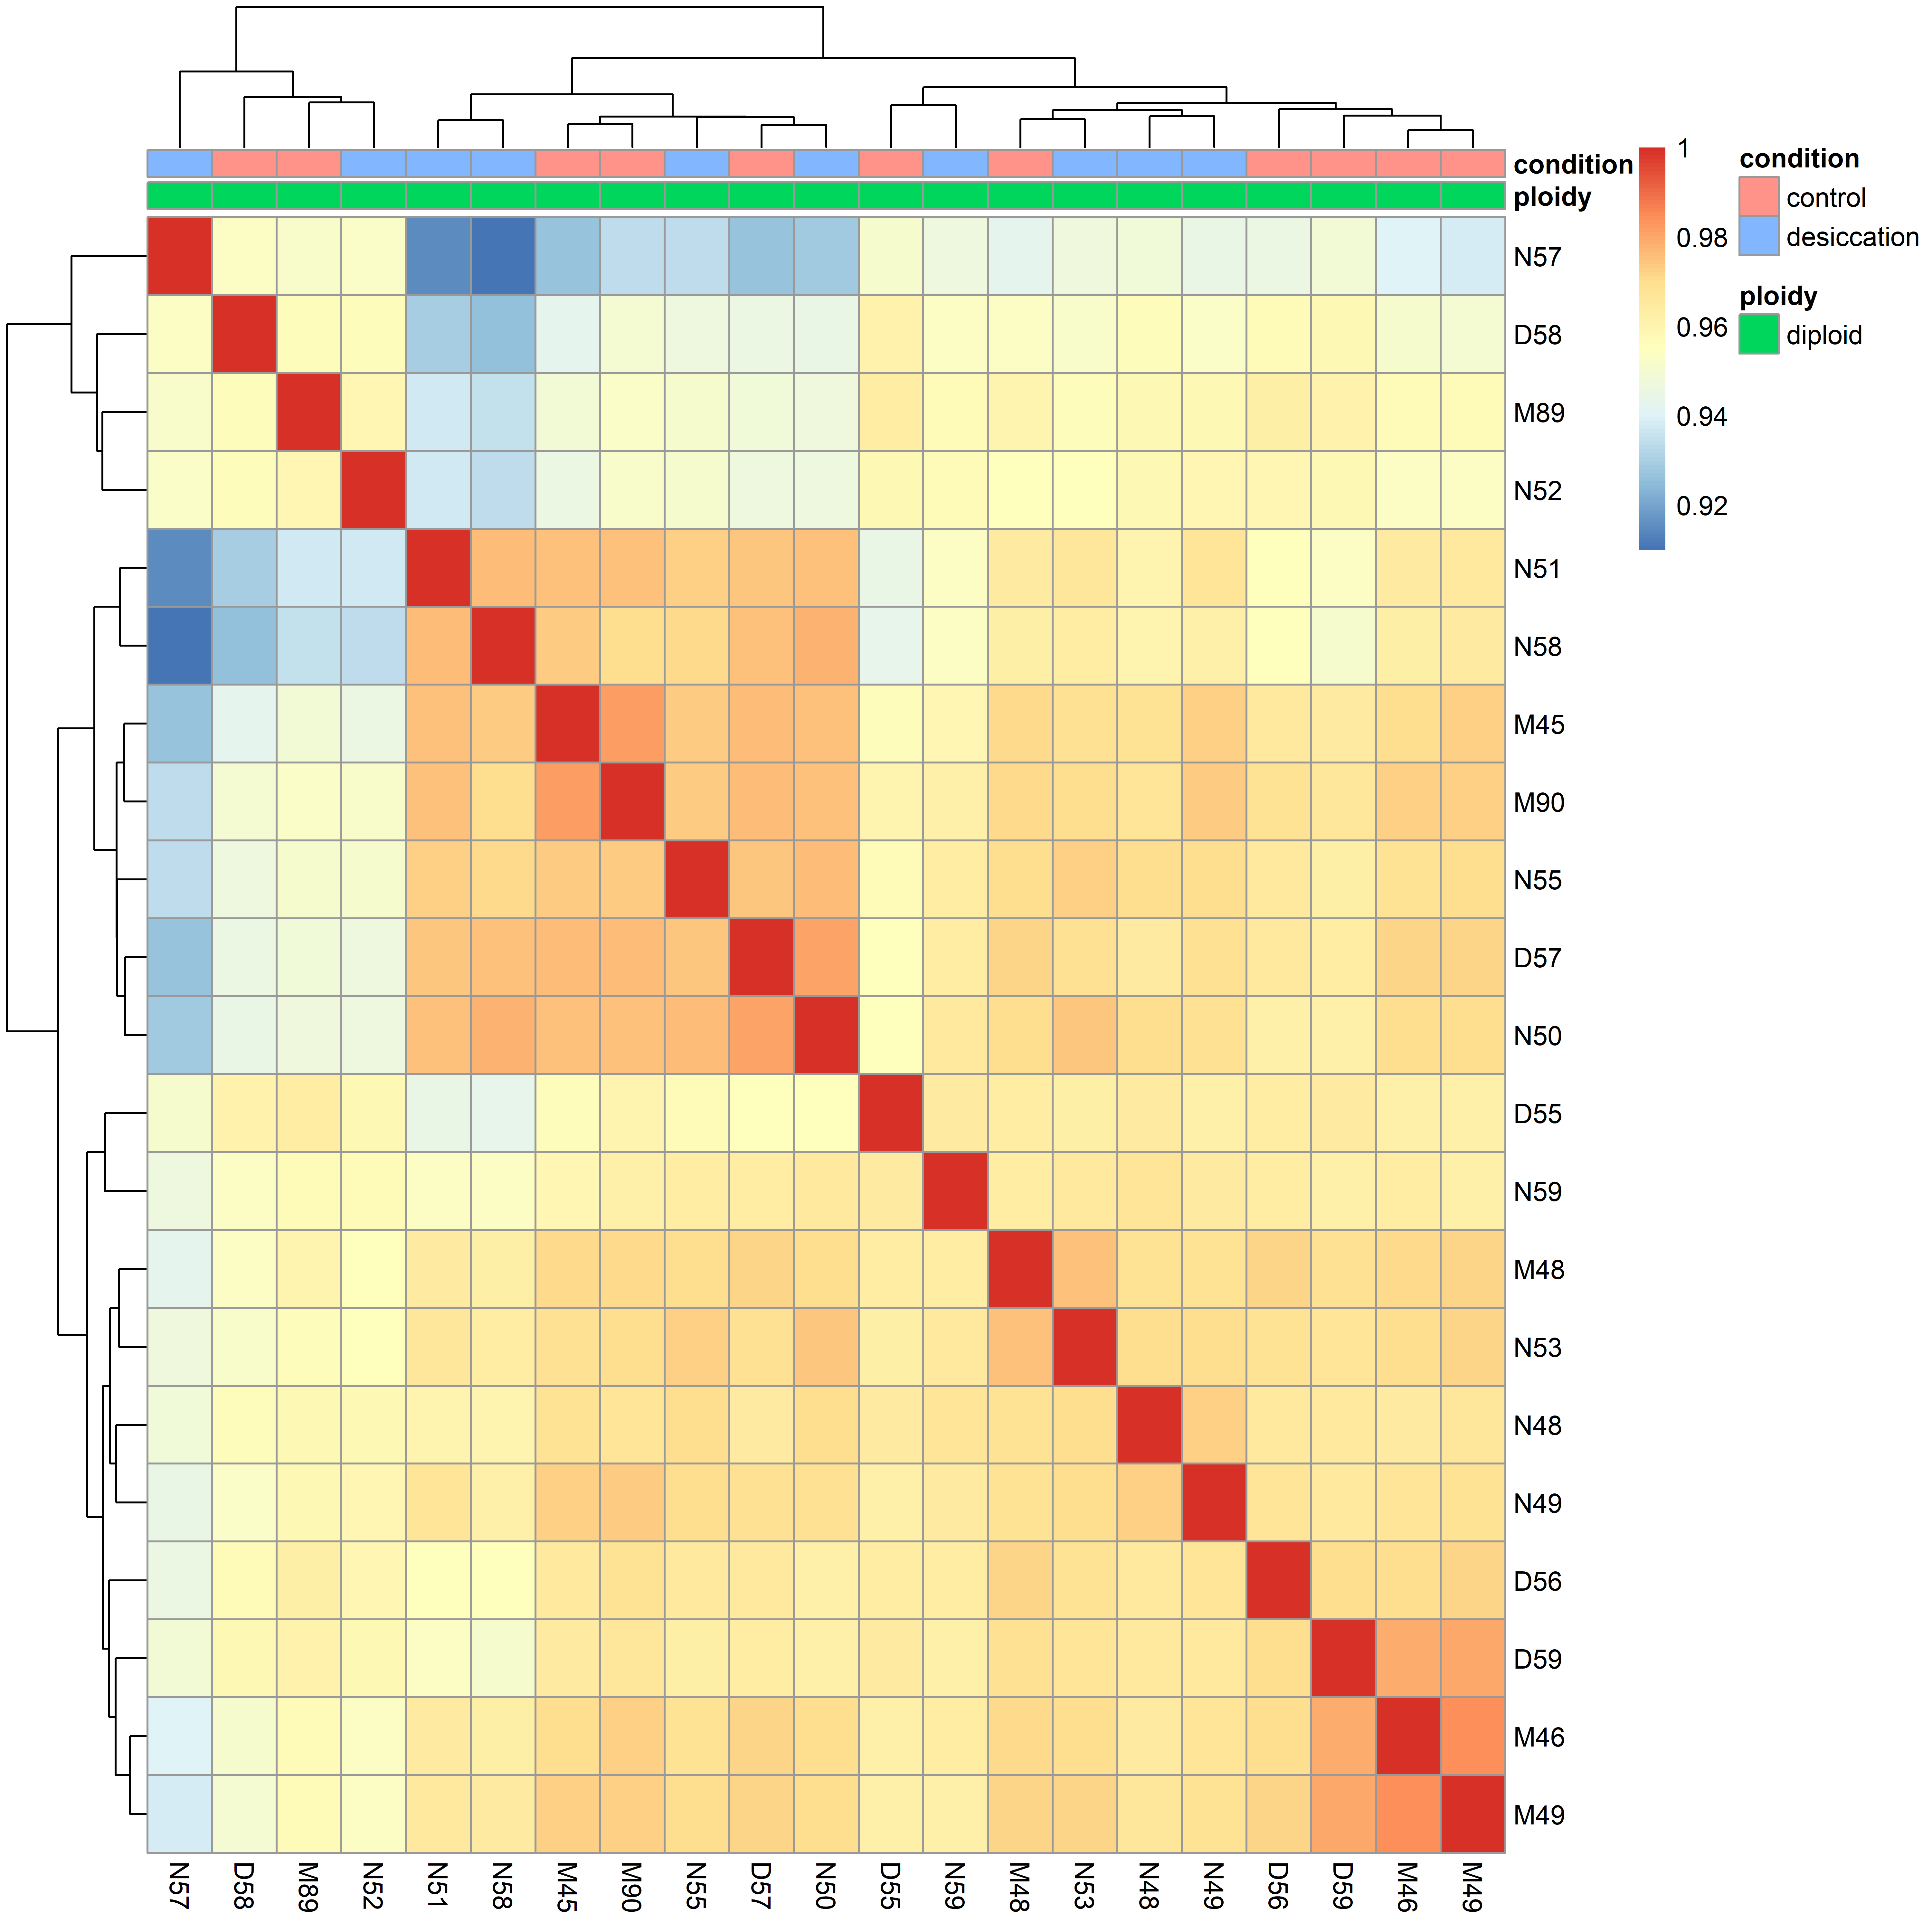 condition
ploidy
1
0.98
0.96
0.94
0.92
condition
control
desiccation
ploidy
diploid
N57
D58
M89
N52
N51
N58
M45
M90
N55
D57
N50
D55
N59
M48
N53
N48
N49
D56
D59
M46
M49
N57
D58
M89
N52
N51
N58
M45
M90
N55
D57
N50
D55
N59
M48
N53
N48
N49
D56
D59
M46
M49